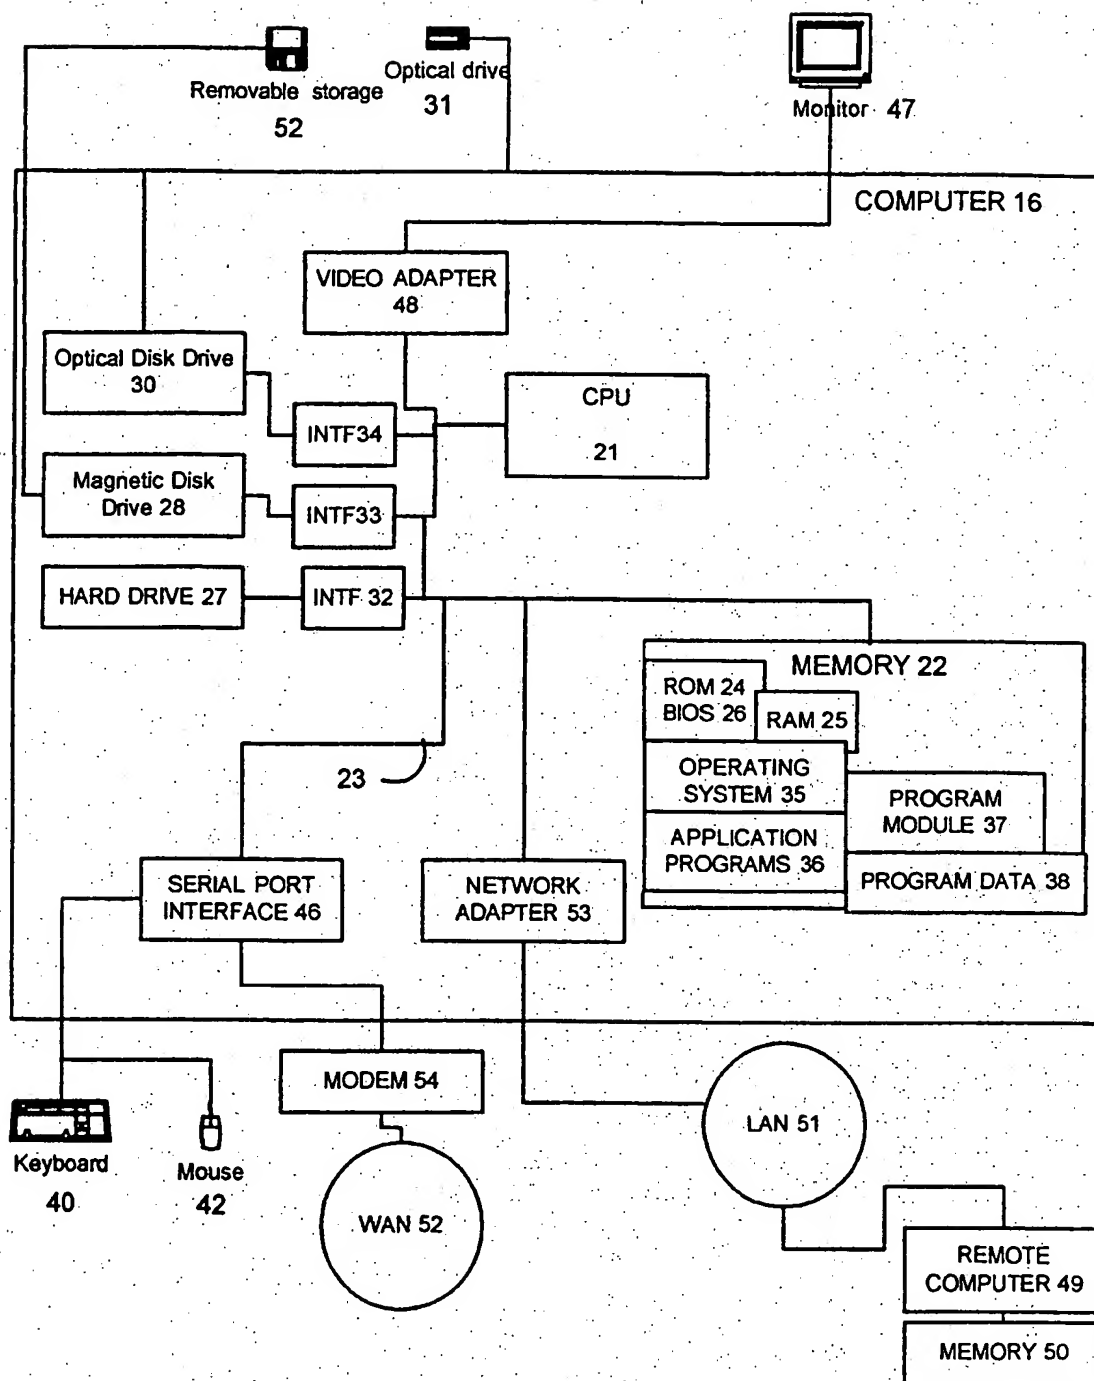 Removable storage
52
Optical drive
31
Monitor 47
COMPUTER 16
VIDEO ADAPTER
48
Optical Disk Drive
30
CPU
21
INTF34
Magnetic Disk
Drive 28
INTF33
HARD DRIVE 27
INTF 32
MEMORY 22
ROM 24
BIOS 26
RAM 25
OPERATING
SYSTEM 35
PROGRAM
MODULE 37
APPLICATION
PROGRAMS 36
PROGRAM DATA 38
23
SERIAL PORT
INTERFACE 46
NETWORK
ADAPTER 53
MODEM 54
LAN 51
Keyboard
40
Mouse
42
WAN 52
REMOTE
COMPUTER 49
MEMORY 50